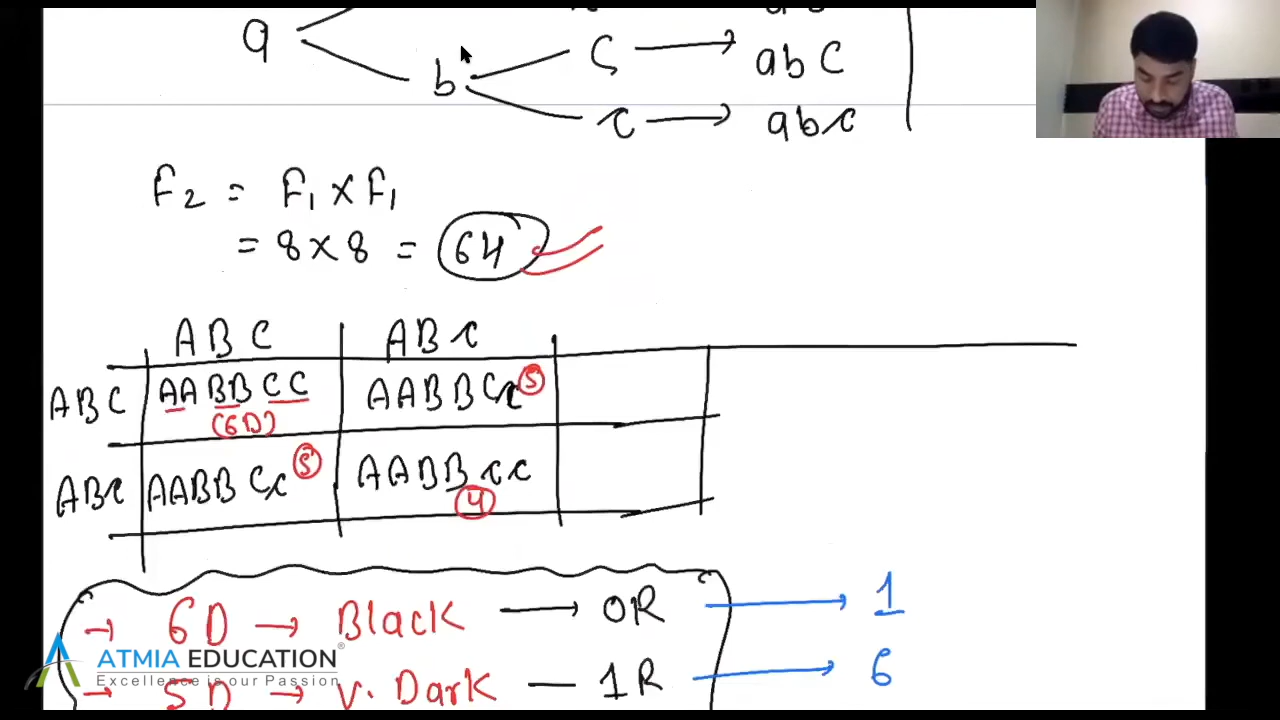 a
b C → abC
c → abc
F2 = F1 X F1
= 8 X 8 = 64
ABC ABc
ABC AABBCC AABBCc 5
(6D)
ABc AABBCc 5 AABBcc 4
→ 6D → Black → 0R → 1
→ 5D → V. Dark — 1R → 6
ATMIA EDUCATION®
Excellence is our Passion